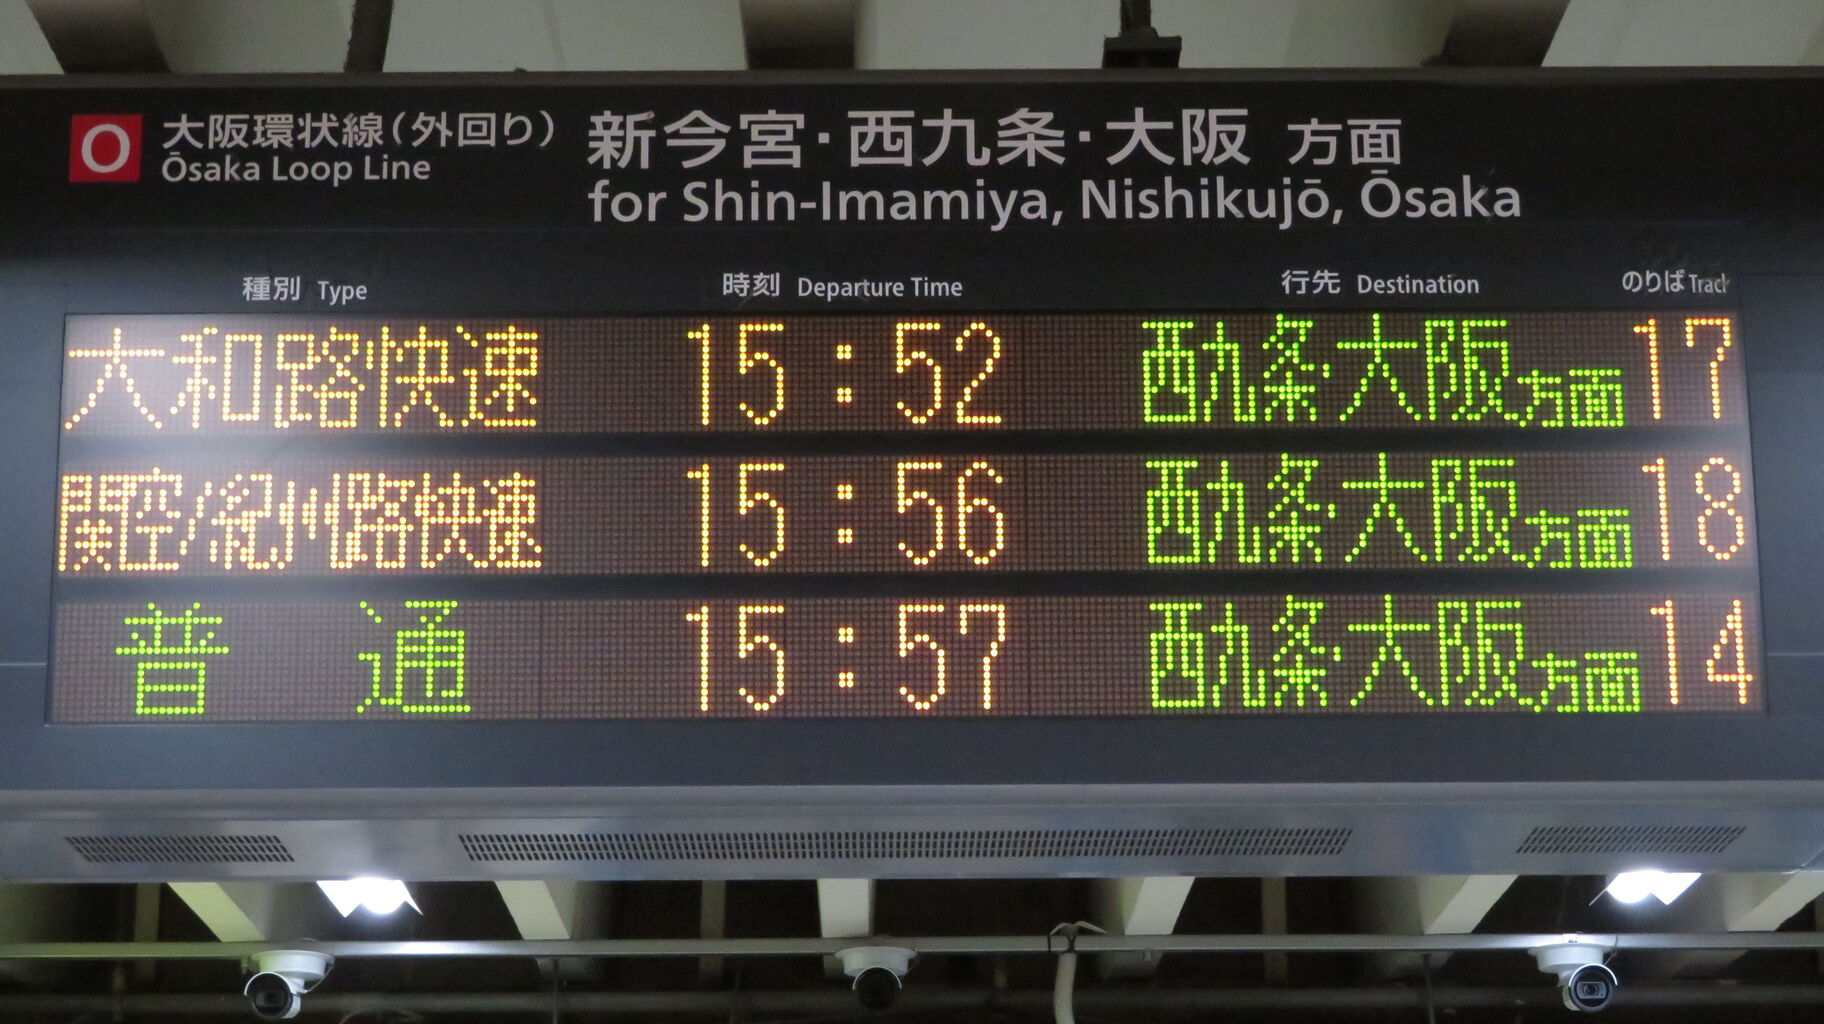 O 大阪環状線(外回り) 新今宮・西九条・大阪 方面
Ōsaka Loop Line for Shin-Imamiya, Nishikujō, Ōsaka
種別 Type 時刻 Departure Time 行先 Destination のりば Track
大和路快速 15:52 西九条大阪方面 17
関空/紀州路快速 15:56 西九条大阪方面 18
普通 15:57 西九条大阪方面 14